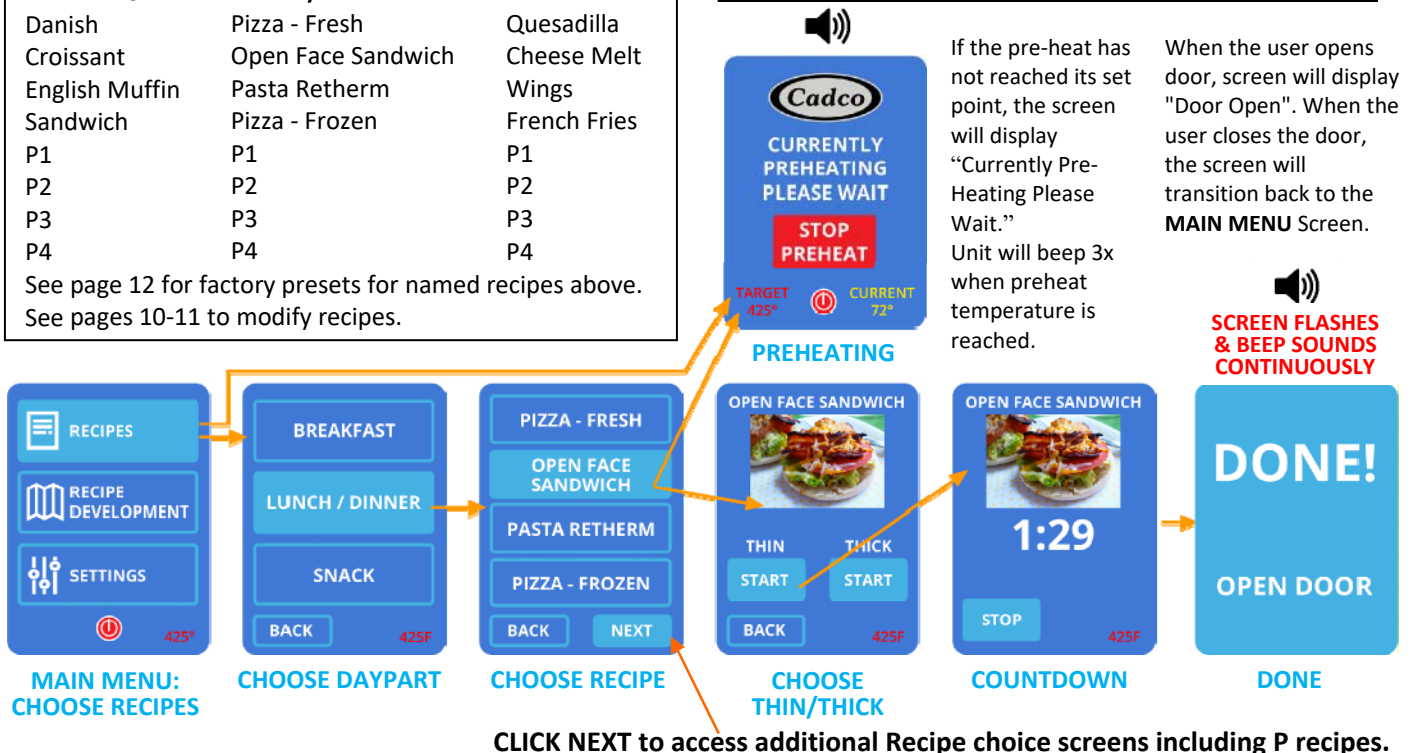 Danish Pizza - Fresh Quesadilla
Croissant Open Face Sandwich Cheese Melt
English Muffin Pasta Retherm Wings
Sandwich Pizza - Frozen French Fries
P1 P1 P1
P2 P2 P2
P3 P3 P3
P4 P4 P4
See page 12 for factory presets for named recipes above.
See pages 10-11 to modify recipes.
Cadco
CURRENTLY
PREHEATING
PLEASE WAIT
STOP
PREHEAT
TARGET
425°
CURRENT
72°
PREHEATING
If the pre-heat has
not reached its set
point, the screen
will display
“Currently Pre-
Heating Please
Wait.”
Unit will beep 3x
when preheat
temperature is
reached.
When the user opens
door, screen will display
"Door Open". When the
user closes the door,
the screen will
transition back to the
MAIN MENU Screen.
SCREEN FLASHES
& BEEP SOUNDS
CONTINUOUSLY
RECIPES
RECIPE
DEVELOPMENT
SETTINGS
425°
MAIN MENU:
CHOOSE RECIPES
BREAKFAST
LUNCH / DINNER
SNACK
BACK
425F
CHOOSE DAYPART
PIZZA - FRESH
OPEN FACE
SANDWICH
PASTA RETHERM
PIZZA - FROZEN
BACK
NEXT
CHOOSE RECIPE
OPEN FACE SANDWICH
THIN THICK
START START
BACK
425F
CHOOSE
THIN/THICK
OPEN FACE SANDWICH
1:29
STOP
425F
COUNTDOWN
DONE!
OPEN DOOR
DONE
CLICK NEXT to access additional Recipe choice screens including P recipes.